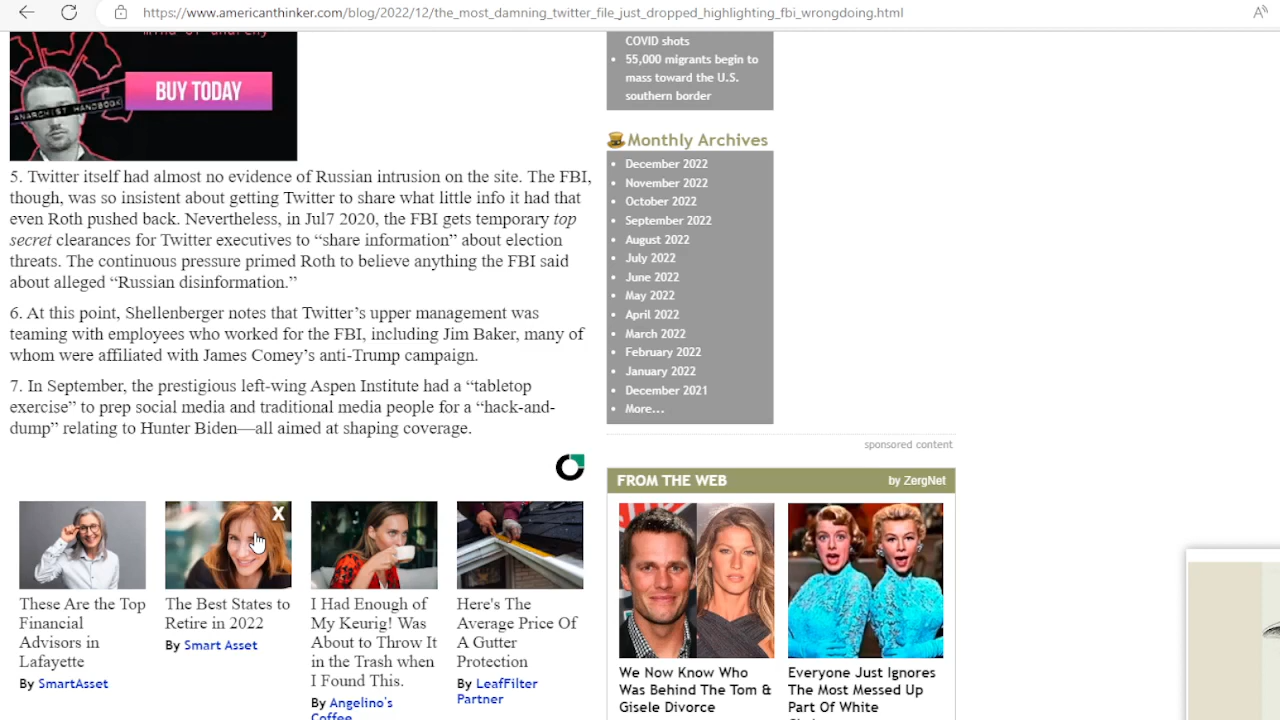 https://www.americanthinker.com/blog/2022/12/the_most_damning_twitter_file_just_dropped_highlighting_fbi_wrongdoing.html
BUY TODAY
ANARCHIST HANDBOOK
5. Twitter itself had almost no evidence of Russian intrusion on the site. The FBI,
though, was so insistent about getting Twitter to share what little info it had that
even Roth pushed back. Nevertheless, in Jul7 2020, the FBI gets temporary top
secret clearances for Twitter executives to “share information” about election
threats. The continuous pressure primed Roth to believe anything the FBI said
about alleged “Russian disinformation.”
6. At this point, Shellenberger notes that Twitter’s upper management was
teaming with employees who worked for the FBI, including Jim Baker, many of
whom were affiliated with James Comey’s anti-Trump campaign.
7. In September, the prestigious left-wing Aspen Institute had a “tabletop
exercise” to prep social media and traditional media people for a “hack-and-
dump” relating to Hunter Biden—all aimed at shaping coverage.
X
These Are the Top
Financial
Advisors in
Lafayette
By SmartAsset
The Best States to
Retire in 2022
By Smart Asset
I Had Enough of
My Keurig! Was
About to Throw It
in the Trash when
I Found This.
By Angelino's
Coffee
Here's The
Average Price Of
A Gutter
Protection
By LeafFilter
Partner
COVID shots
55,000 migrants begin to
mass toward the U.S.
southern border
Monthly Archives
December 2022
November 2022
October 2022
September 2022
August 2022
July 2022
June 2022
May 2022
April 2022
March 2022
February 2022
January 2022
December 2021
More...
sponsored content
FROM THE WEB
by ZergNet
We Now Know Who
Was Behind The Tom &
Gisele Divorce
Everyone Just Ignores
The Most Messed Up
Part Of White